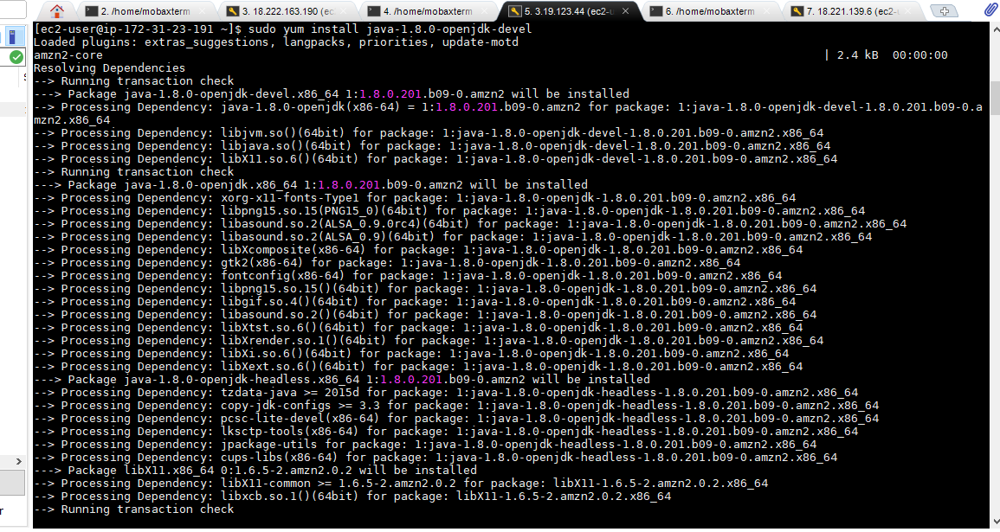 2. /home/mobaxterm
3. 18.222.163.190 (ec2
4. /home/mobaxterm
5. 3.19.123.44 (ec2-u
6. /home/mobaxterm
7. 18.221.139.6 (ec2-
[ec2-user@ip-172-31-23-191 ~]$ sudo yum install java-1.8.0-openjdk-devel
Loaded plugins: extras_suggestions, langpacks, priorities, update-motd
amzn2-core | 2.4 kB 00:00:00
Resolving Dependencies
--> Running transaction check
---> Package java-1.8.0-openjdk-devel.x86_64 1:1.8.0.201.b09-0.amzn2 will be installed
--> Processing Dependency: java-1.8.0-openjdk(x86-64) = 1:1.8.0.201.b09-0.amzn2 for package: 1:java-1.8.0-openjdk-devel-1.8.0.201.b09-0.a
mzn2.x86_64
--> Processing Dependency: libjvm.so()(64bit) for package: 1:java-1.8.0-openjdk-devel-1.8.0.201.b09-0.amzn2.x86_64
--> Processing Dependency: libjava.so()(64bit) for package: 1:java-1.8.0-openjdk-devel-1.8.0.201.b09-0.amzn2.x86_64
--> Processing Dependency: libX11.so.6()(64bit) for package: 1:java-1.8.0-openjdk-devel-1.8.0.201.b09-0.amzn2.x86_64
--> Running transaction check
---> Package java-1.8.0-openjdk.x86_64 1:1.8.0.201.b09-0.amzn2 will be installed
--> Processing Dependency: xorg-x11-fonts-Type1 for package: 1:java-1.8.0-openjdk-1.8.0.201.b09-0.amzn2.x86_64
--> Processing Dependency: libpng15.so.15(PNG15_0)(64bit) for package: 1:java-1.8.0-openjdk-1.8.0.201.b09-0.amzn2.x86_64
--> Processing Dependency: libasound.so.2(ALSA_0.9.0rc4)(64bit) for package: 1:java-1.8.0-openjdk-1.8.0.201.b09-0.amzn2.x86_64
--> Processing Dependency: libasound.so.2(ALSA_0.9)(64bit) for package: 1:java-1.8.0-openjdk-1.8.0.201.b09-0.amzn2.x86_64
--> Processing Dependency: libXcomposite(x86-64) for package: 1:java-1.8.0-openjdk-1.8.0.201.b09-0.amzn2.x86_64
--> Processing Dependency: gtk2(x86-64) for package: 1:java-1.8.0-openjdk-1.8.0.201.b09-0.amzn2.x86_64
--> Processing Dependency: fontconfig(x86-64) for package: 1:java-1.8.0-openjdk-1.8.0.201.b09-0.amzn2.x86_64
--> Processing Dependency: libpng15.so.15()(64bit) for package: 1:java-1.8.0-openjdk-1.8.0.201.b09-0.amzn2.x86_64
--> Processing Dependency: libgif.so.4()(64bit) for package: 1:java-1.8.0-openjdk-1.8.0.201.b09-0.amzn2.x86_64
--> Processing Dependency: libasound.so.2()(64bit) for package: 1:java-1.8.0-openjdk-1.8.0.201.b09-0.amzn2.x86_64
--> Processing Dependency: libXtst.so.6()(64bit) for package: 1:java-1.8.0-openjdk-1.8.0.201.b09-0.amzn2.x86_64
--> Processing Dependency: libXrender.so.1()(64bit) for package: 1:java-1.8.0-openjdk-1.8.0.201.b09-0.amzn2.x86_64
--> Processing Dependency: libXi.so.6()(64bit) for package: 1:java-1.8.0-openjdk-1.8.0.201.b09-0.amzn2.x86_64
--> Processing Dependency: libXext.so.6()(64bit) for package: 1:java-1.8.0-openjdk-1.8.0.201.b09-0.amzn2.x86_64
---> Package java-1.8.0-openjdk-headless.x86_64 1:1.8.0.201.b09-0.amzn2 will be installed
--> Processing Dependency: tzdata-java >= 2015d for package: 1:java-1.8.0-openjdk-headless-1.8.0.201.b09-0.amzn2.x86_64
--> Processing Dependency: copy-jdk-configs >= 3.3 for package: 1:java-1.8.0-openjdk-headless-1.8.0.201.b09-0.amzn2.x86_64
--> Processing Dependency: pcsc-lite-devel(x86-64) for package: 1:java-1.8.0-openjdk-headless-1.8.0.201.b09-0.amzn2.x86_64
--> Processing Dependency: lksctp-tools(x86-64) for package: 1:java-1.8.0-openjdk-headless-1.8.0.201.b09-0.amzn2.x86_64
--> Processing Dependency: jpackage-utils for package: 1:java-1.8.0-openjdk-headless-1.8.0.201.b09-0.amzn2.x86_64
--> Processing Dependency: cups-libs(x86-64) for package: 1:java-1.8.0-openjdk-headless-1.8.0.201.b09-0.amzn2.x86_64
---> Package libX11.x86_64 0:1.6.5-2.amzn2.0.2 will be installed
--> Processing Dependency: libX11-common >= 1.6.5-2.amzn2.0.2 for package: libX11-1.6.5-2.amzn2.0.2.x86_64
--> Processing Dependency: libxcb.so.1()(64bit) for package: libX11-1.6.5-2.amzn2.0.2.x86_64
--> Running transaction check